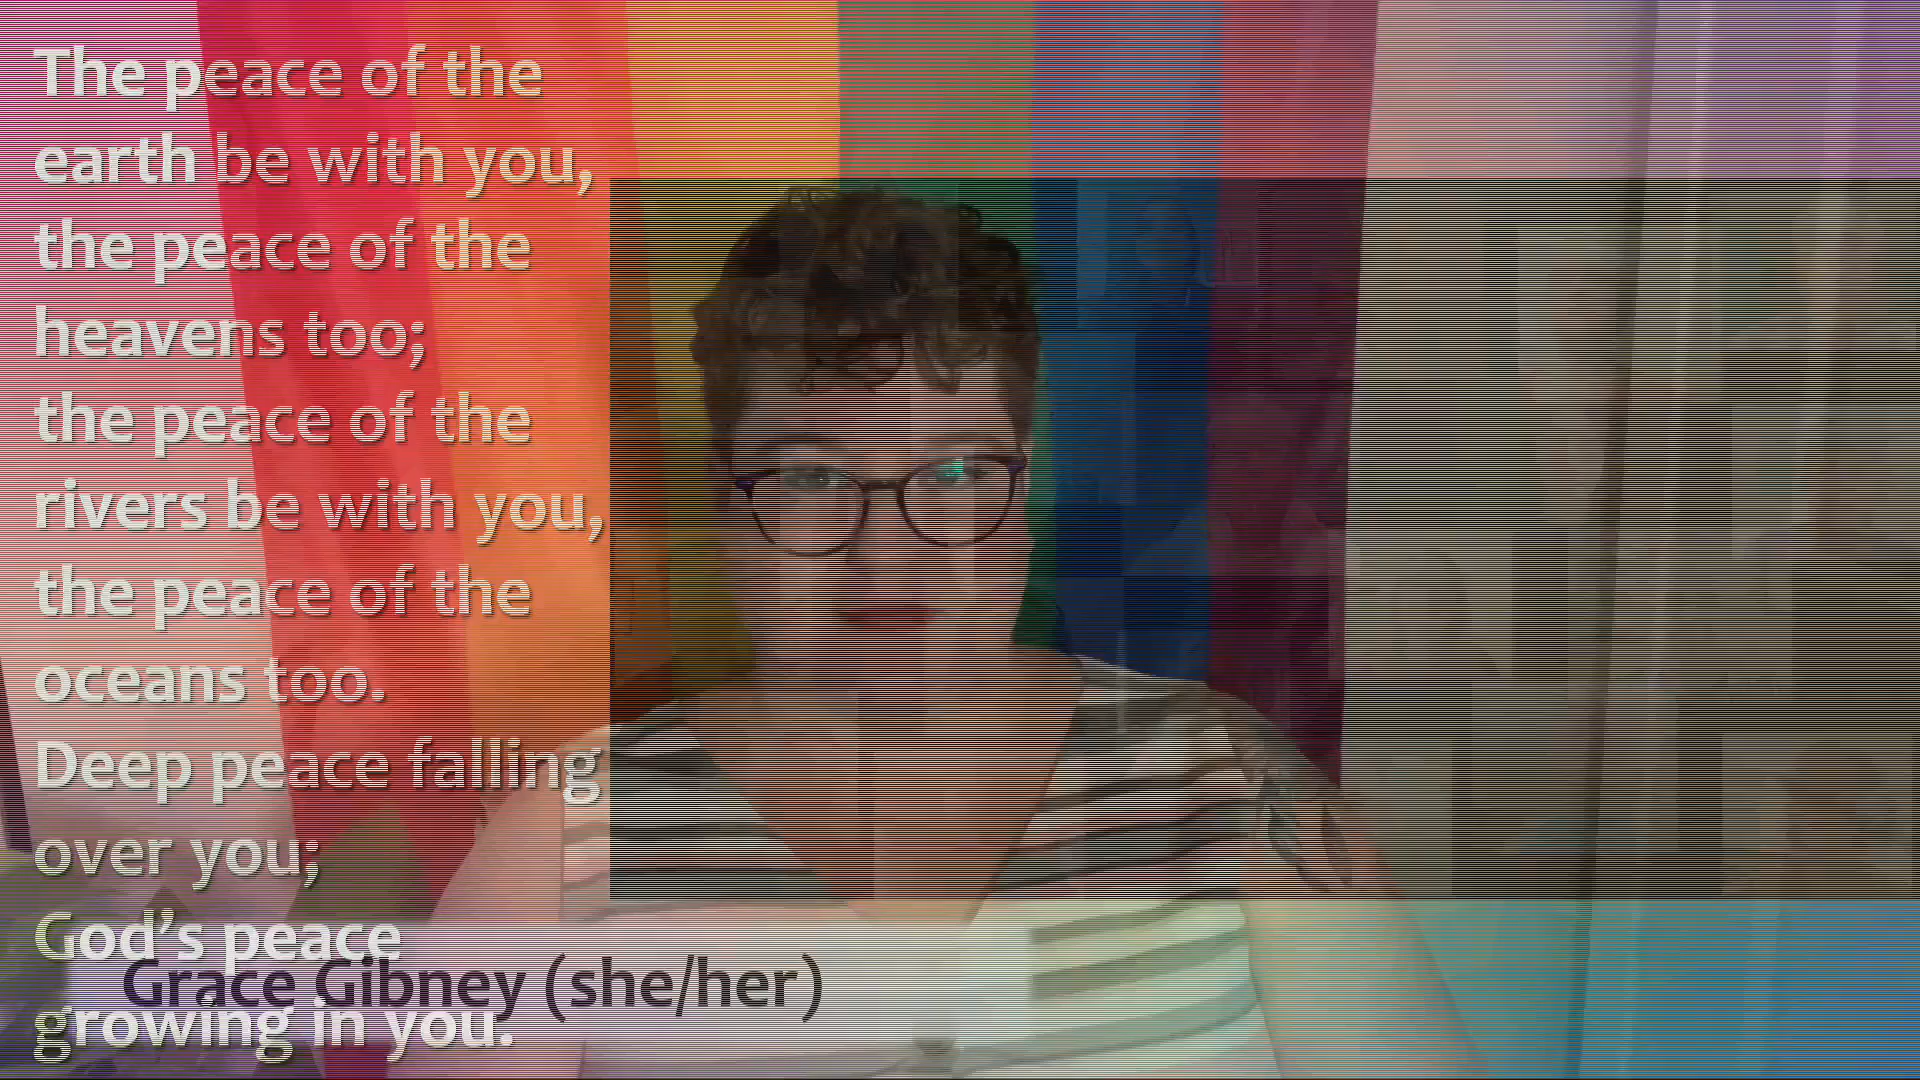 The peace of the
earth be with you,
the peace of the
heavens too;
the peace of the
rivers be with you,
the peace of the
oceans too.
Deep peace falling
over you;
God’s peace
Grace Gibney (she/her)
growing in you.